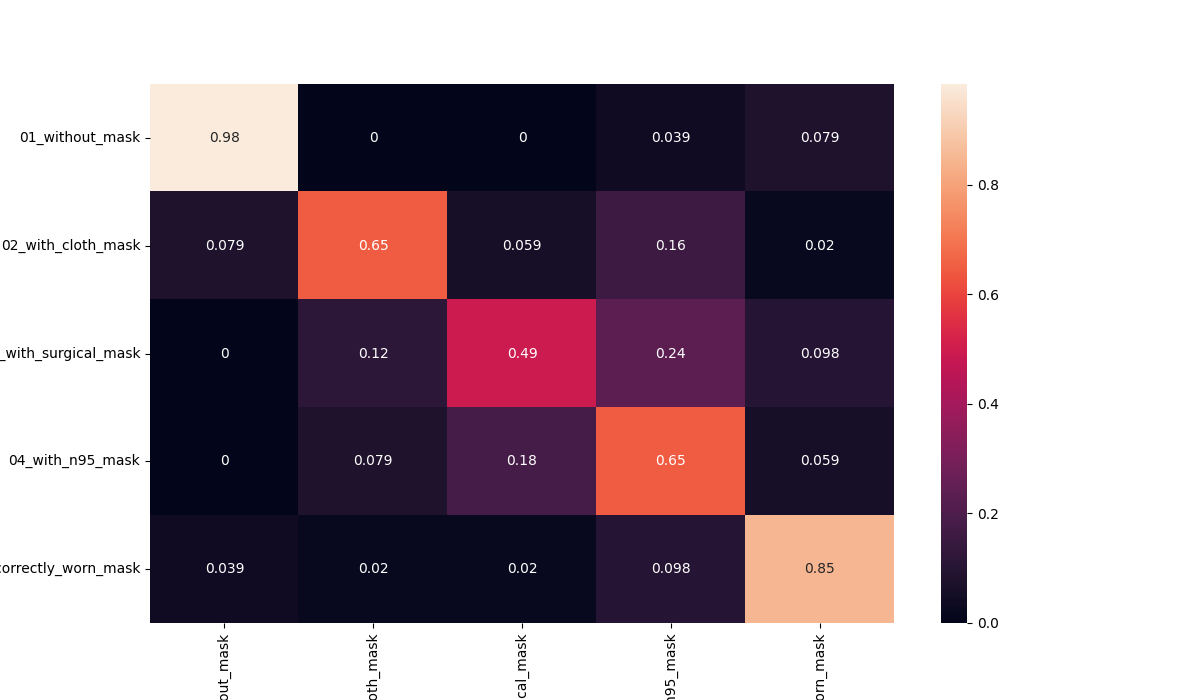 01_without_mask 0.98 0 0 0.039 0.079
02_with_cloth_mask 0.079 0.65 0.059 0.16 0.02
_with_surgical_mask 0 0.12 0.49 0.24 0.098
04_with_n95_mask 0 0.079 0.18 0.65 0.059
correctly_worn_mask 0.039 0.02 0.02 0.098 0.85
out_mask
oth_mask
cal_mask
n95_mask
orn_mask
0.8
0.6
0.4
0.2
0.0